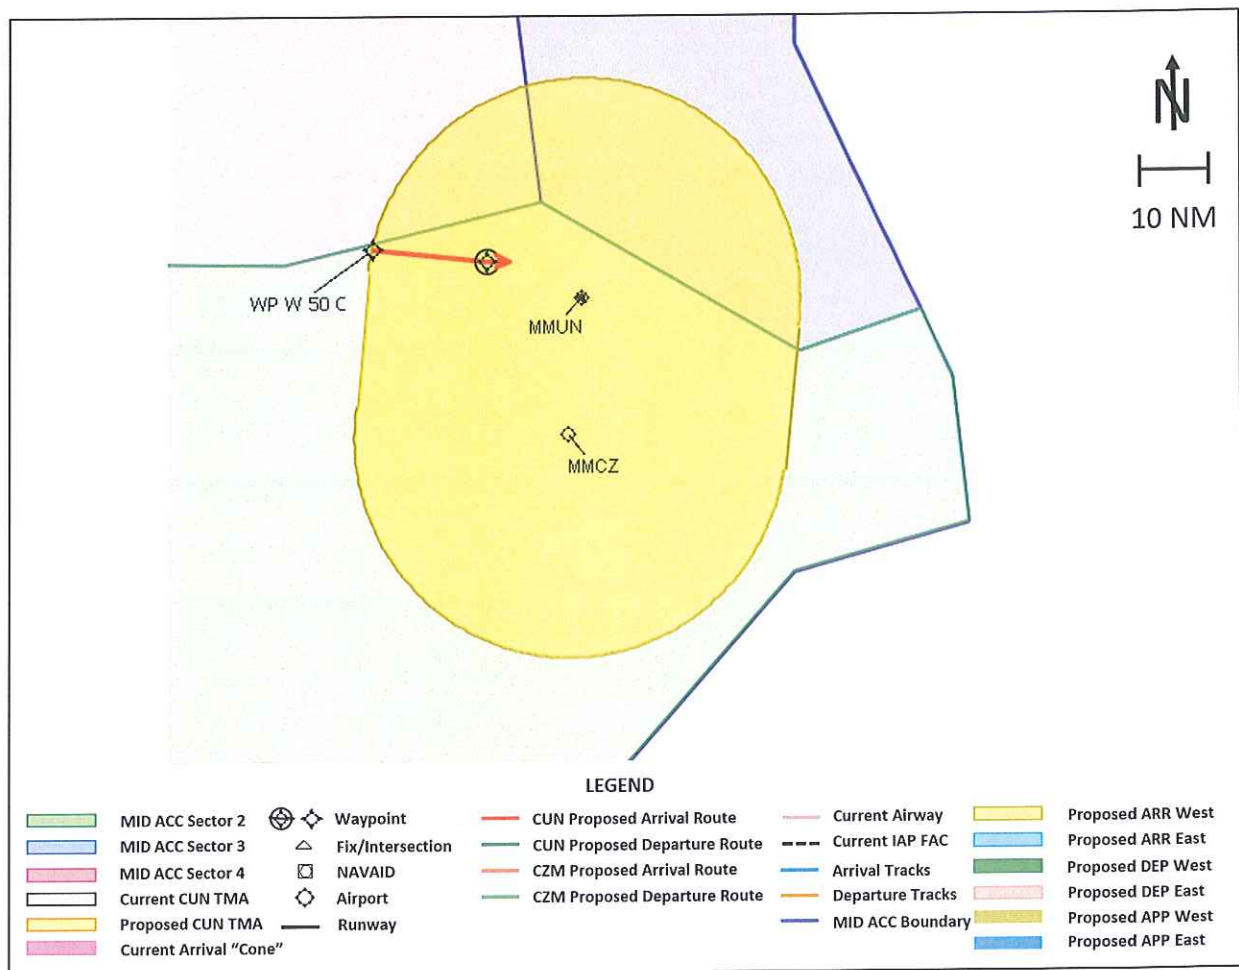 N
10 NM
WP W 50 C
MMUN
MMCZ
LEGEND
MID ACC Sector 2
MID ACC Sector 3
MID ACC Sector 4
Current CUN TMA
Proposed CUN TMA
Current Arrival "Cone"
Waypoint
Fix/Intersection
NAVAID
Airport
Runway
CUN Proposed Arrival Route
CUN Proposed Departure Route
CZM Proposed Arrival Route
CZM Proposed Departure Route
Current Airway
Current IAP FAC
Arrival Tracks
Departure Tracks
MID ACC Boundary
Proposed ARR West
Proposed ARR East
Proposed DEP West
Proposed DEP East
Proposed APP West
Proposed APP East